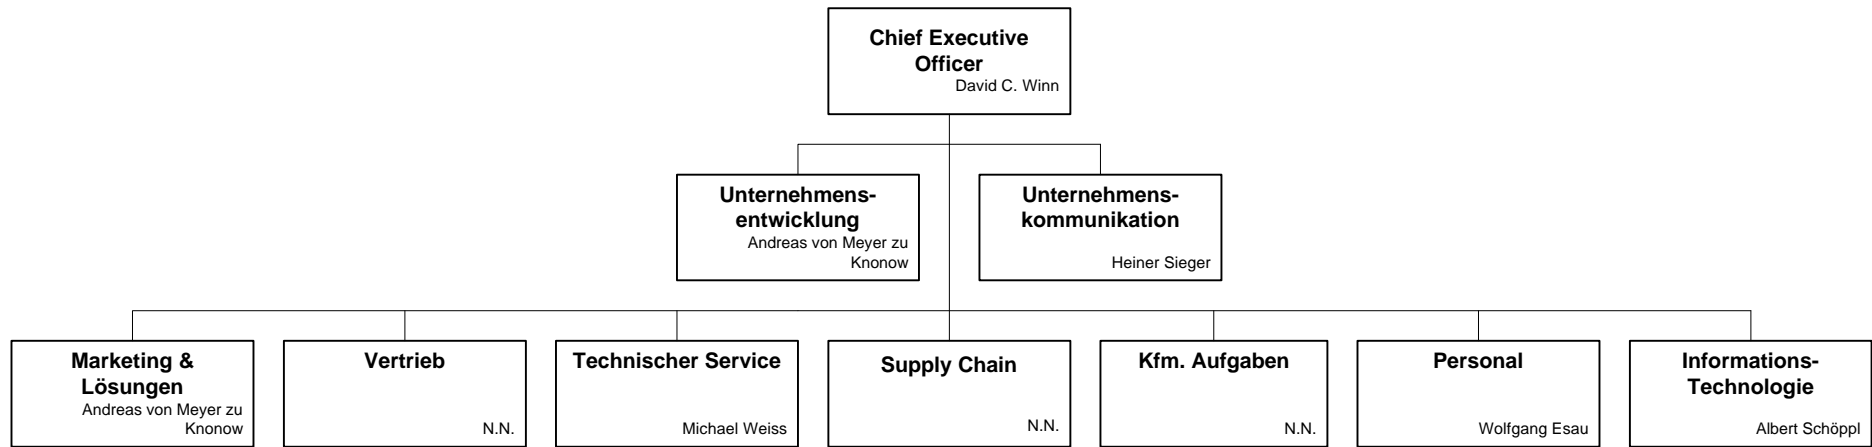 Chief Executive
Officer
David C. Winn
Unternehmens-
entwicklung
Andreas von Meyer zu
Knonow
Unternehmens-
kommunikation
Heiner Sieger
Marketing &
Lösungen
Andreas von Meyer zu
Knonow
Vertrieb
N.N.
Technischer Service
Michael Weiss
Supply Chain
N.N.
Kfm. Aufgaben
N.N.
Personal
Wolfgang Esau
Informations-
Technologie
Albert Schöppl